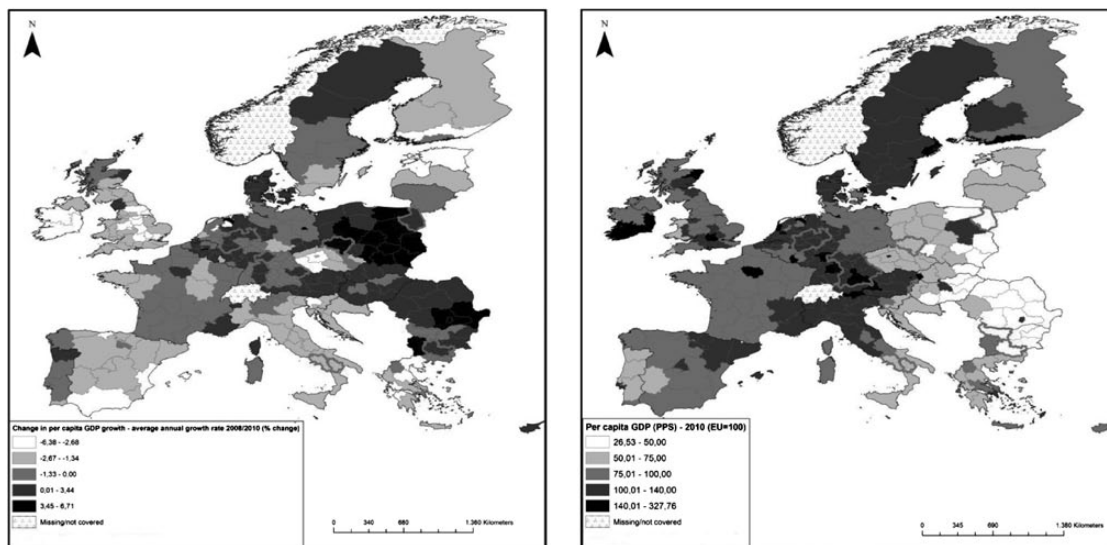 N
Change in per capita GDP growth - average annual growth rate 2008/2010 (% change)
-6,38 - -2,68
-2,67 - -1,34
-1,33 - 0,00
0,01 - 3,44
3,45 - 6,71
Missing/not covered
0 340 680 1.360 Kilometers
N
Per capita GDP (PPS) - 2010 (EU=100)
26,53 - 50,00
50,01 - 75,00
75,01 - 100,00
100,01 - 140,00
140,01 - 327,76
Missing/not covered
0 345 690 1.380 Kilometers